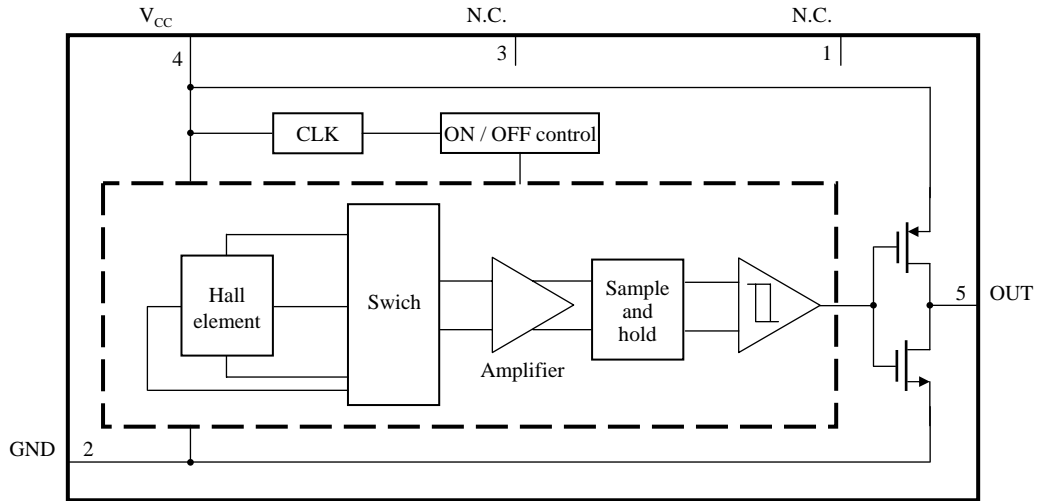 VCC
N.C.
N.C.
4
3
1
CLK
ON / OFF control
Hall
element
Swich
Amplifier
Sample
and
hold
5
OUT
GND
2